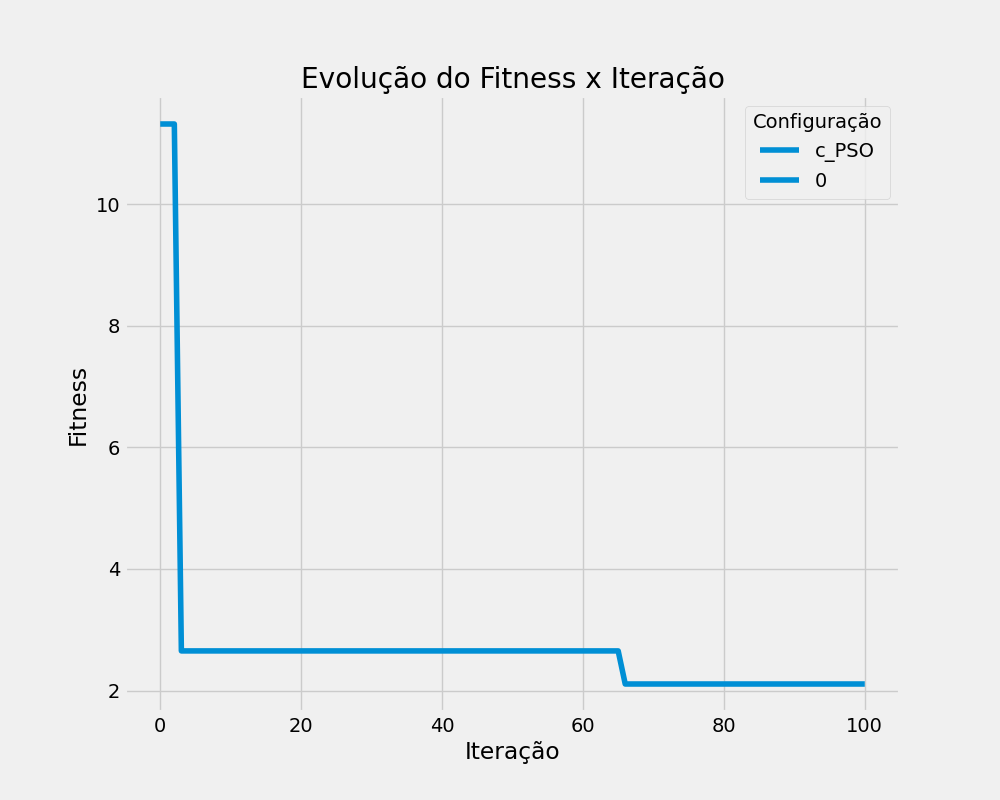 Evolução do Fitness x Iteração
Configuração
c_PSO
0
10
8
6
4
2
Fitness
0 20 40 60 80 100
Iteração